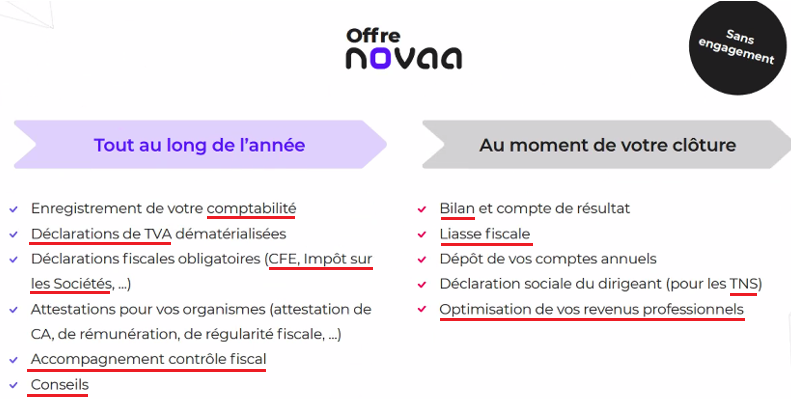 Offre
novaa
Sans
engagement
Tout au long de l'année
Enregistrement de votre comptabilité
Déclarations de TVA dématérialisées
Déclarations fiscales obligatoires (CFE, Impôt sur
les Sociétés, ...)
Attestations pour vos organismes (attestation de
CA, de rémunération, de régularité fiscale, ...)
Accompagnement contrôle fiscal
Conseils
Au moment de votre clôture
Bilan et compte de résultat
Liasse fiscale
Dépôt de vos comptes annuels
Déclaration sociale du dirigeant (pour les TNS)
Optimisation de vos revenus professionnels